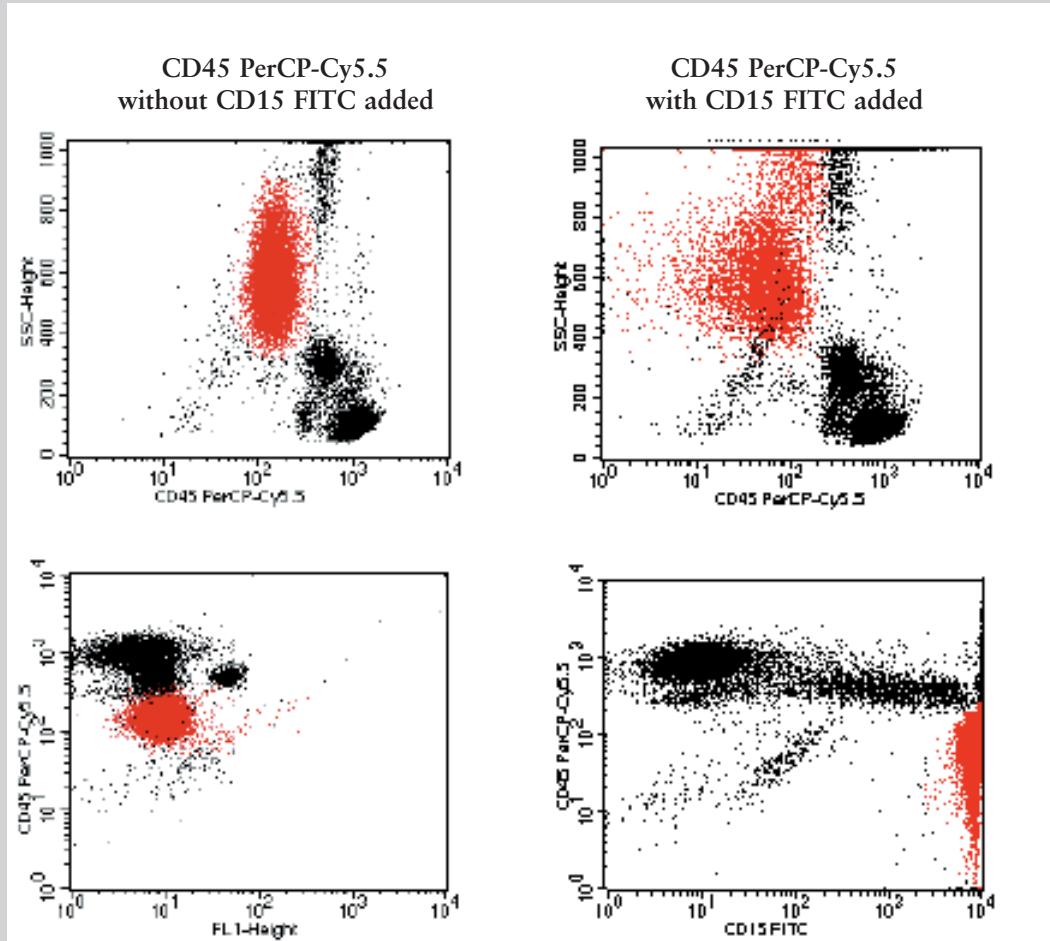 CD45 PerCP-Cy5.5
without CD15 FITC added
CD45 PerCP-Cy5.5
with CD15 FITC added
1000
800
600
400
200
0
SSC-Height
10^0 10^1 10^2 10^3 10^4
CD45 PerCP-Cy5.5
1000
800
600
400
200
0
SSC-Height
10^0 10^1 10^2 10^3 10^4
CD45 PerCP-Cy5.5
10^4
10^3
10^2
10^1
10^0
CD45 PerCP-Cy5.5
10^0 10^1 10^2 10^3 10^4
FL1-Height
10^4
10^3
10^2
10^1
10^0
CD45 PerCP-Cy5.5
10^0 10^1 10^2 10^3 10^4
CD15 FITC